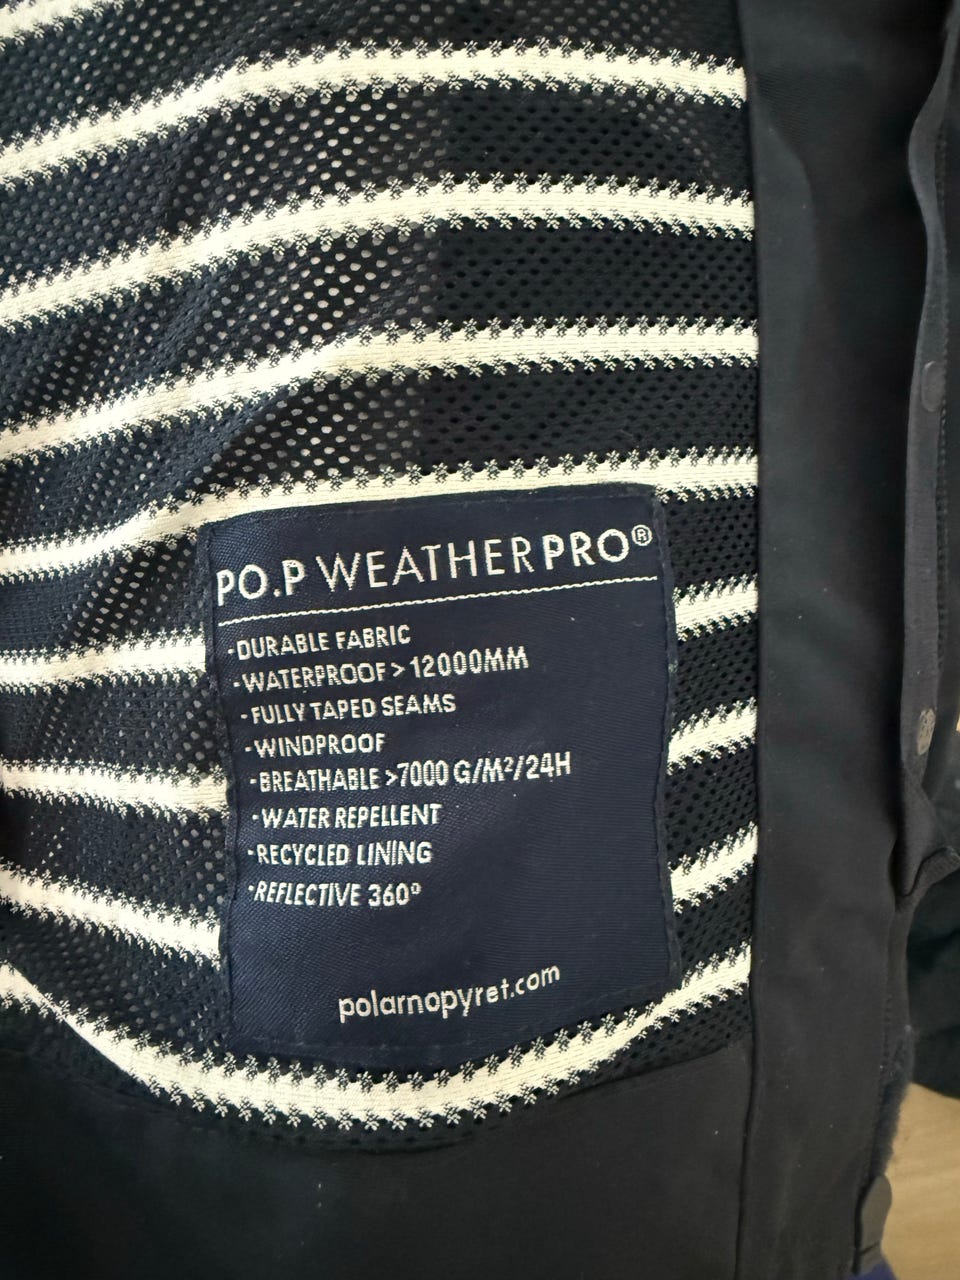 PO.P WEATHERPRO®
-DURABLE FABRIC
-WATERPROOF > 12000MM
-FULLY TAPED SEAMS
-WINDPROOF
-BREATHABLE >7000 G/M²/24H
-WATER REPELLENT
-RECYCLED LINING
-REFLECTIVE 360°
polarnopyret.com